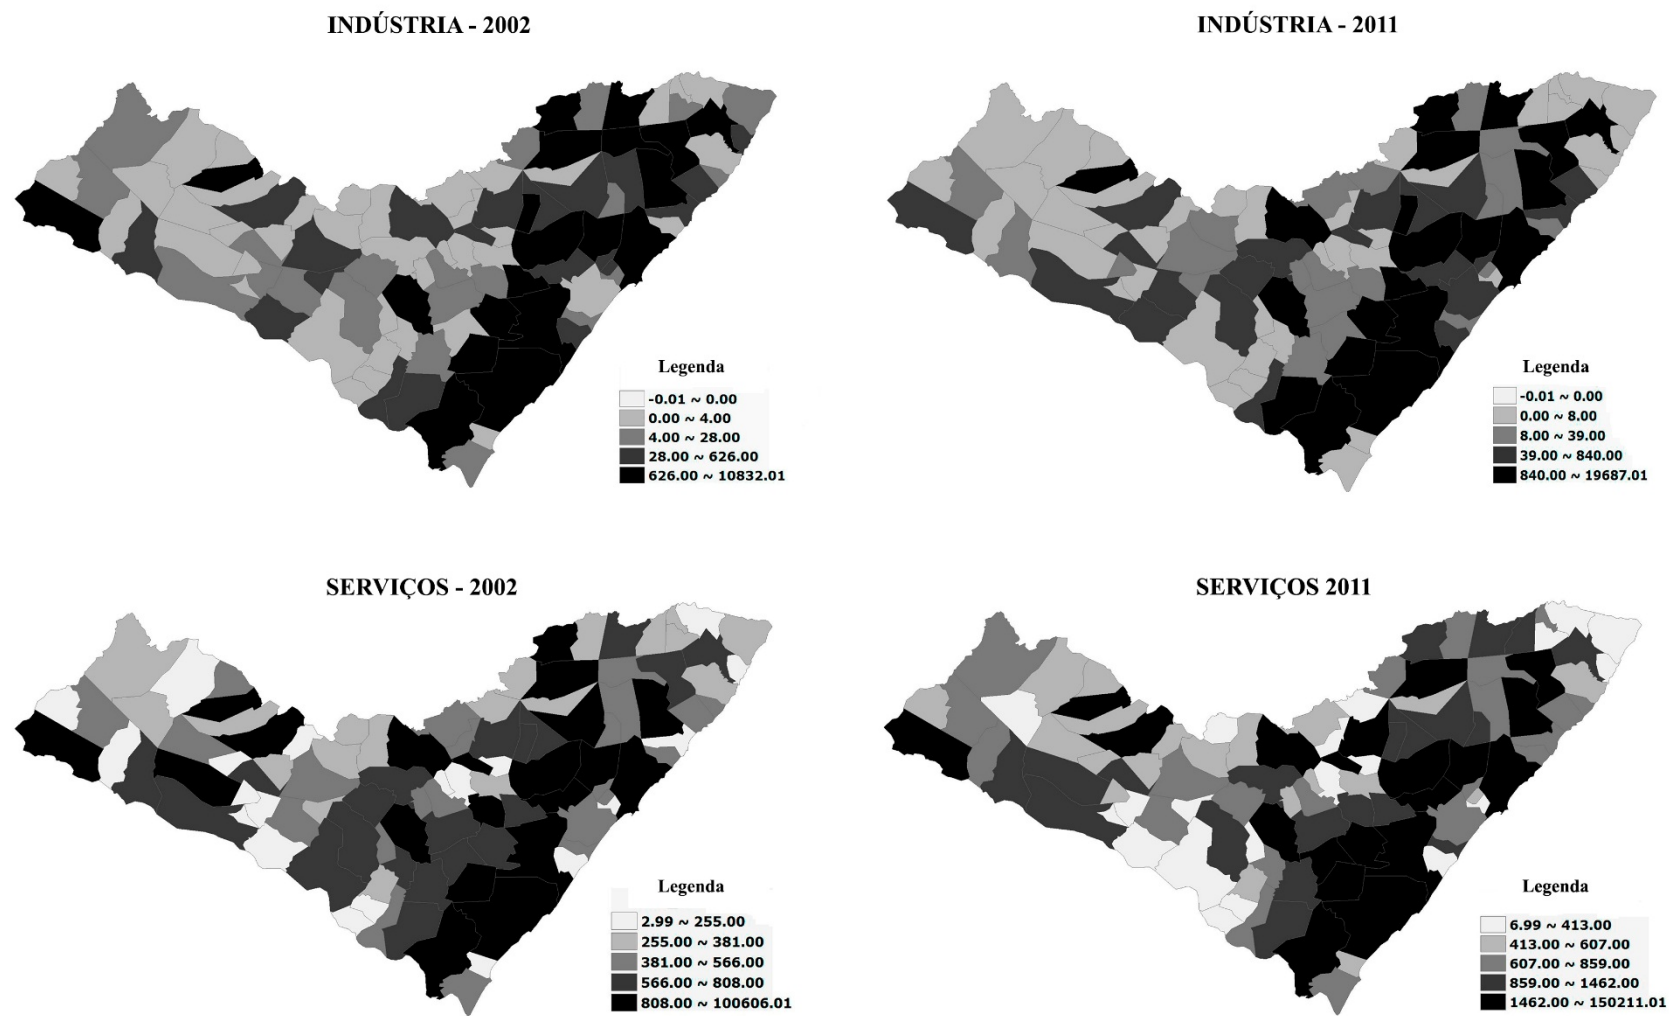 INDÚSTRIA - 2002
INDÚSTRIA - 2011
Legenda
-0.01 ~ 0.00
0.00 ~ 4.00
4.00 ~ 28.00
28.00 ~ 626.00
626.00 ~ 10832.01
Legenda
-0.01 ~ 0.00
0.00 ~ 8.00
8.00 ~ 39.00
39.00 ~ 840.00
840.00 ~ 19687.01
SERVIÇOS - 2002
SERVIÇOS 2011
Legenda
2.99 ~ 255.00
255.00 ~ 381.00
381.00 ~ 566.00
566.00 ~ 808.00
808.00 ~ 100606.01
Legenda
6.99 ~ 413.00
413.00 ~ 607.00
607.00 ~ 859.00
859.00 ~ 1462.00
1462.00 ~ 150211.01